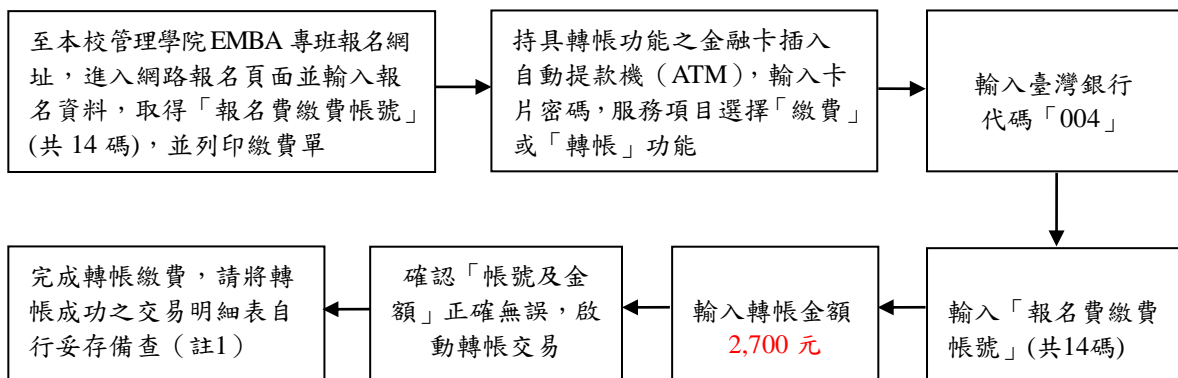 至本校管理學院EMBA 專班報名網
址，進入網路報名頁面並輸入報
名資料，取得「報名費繳費帳號」
(共 14 碼)，並列印繳費單
持具轉帳功能之金融卡插入
自動提款機（ATM），輸入卡
片密碼，服務項目選擇「繳費」
或「轉帳」功能
輸入臺灣銀行
代碼「004」
輸入「報名費繳費
帳號」(共14碼)
輸入轉帳金額
2,700 元
確認「帳號及金
額」正確無誤，啟
動轉帳交易
完成轉帳繳費，請將轉
帳成功之交易明細表自
行妥存備查（註1）